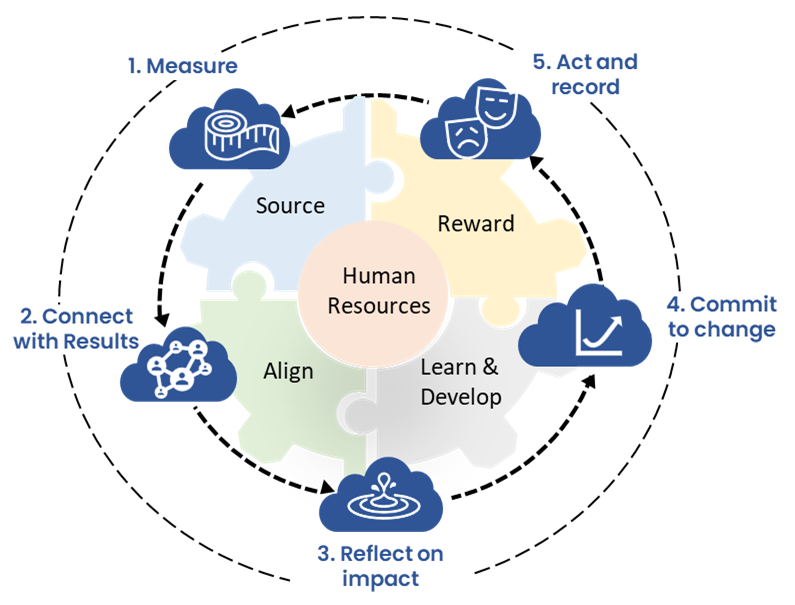 1. Measure
5. Act and
record
Source
Reward
Human
Resources
2. Connect
with Results
4. Commit
to change
Align
Learn &
Develop
3. Reflect on
impact